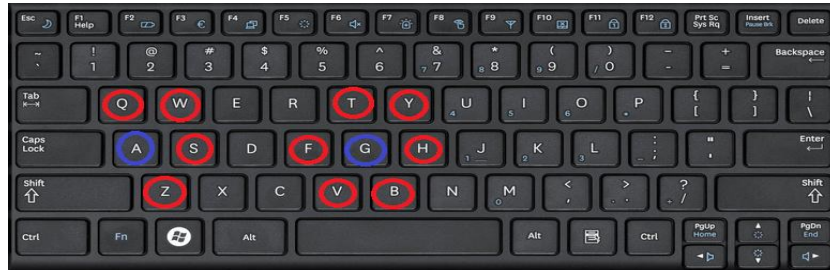 Esc F1 Help F2 F3 € F4 F5 F6 F7 F8 F9 F10 F11 F12 Prt Sc Sys Rq Insert Pause Brk Delete
~ ` ! 1 @ 2 # 3 $ 4 % 5 ^ 6 & 7 7 * 8 8 ( 9 9 ) 0 / _ - + = Backspace
Tab Q W E R T Y U 4 I 5 O 6 P * { [ } ] | \
Caps Lock A S D F G H J 1 K 2 L 3 : ; - " ' Enter
Shift Z X C V B N M 0 < , > . . ? / + Shift
Ctrl Fn Alt Alt Ctrl PgUp Home PgDn End